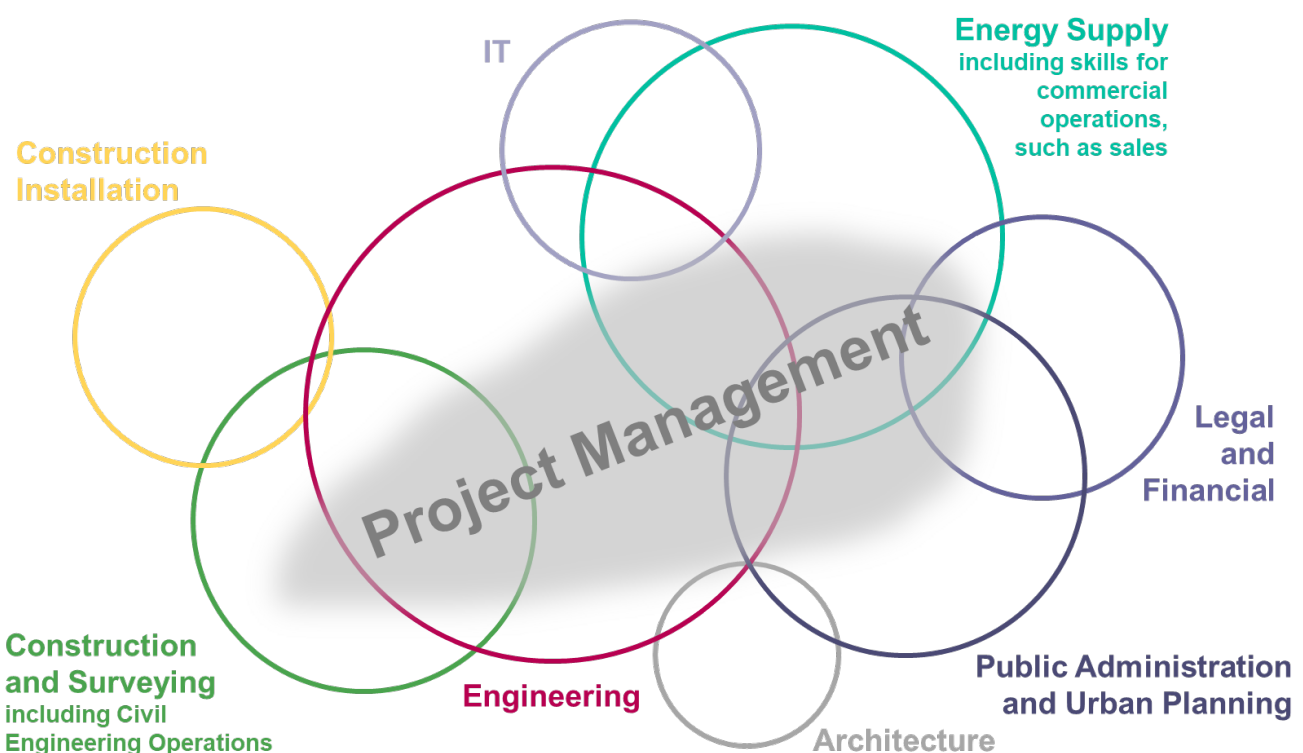 IT
Energy Supply
including skills for
commercial
operations,
such as sales
Construction
Installation
Project Management
Legal
and
Financial
Construction
and Surveying
including Civil
Engineering Operations
Engineering
Public Administration
and Urban Planning
Architecture